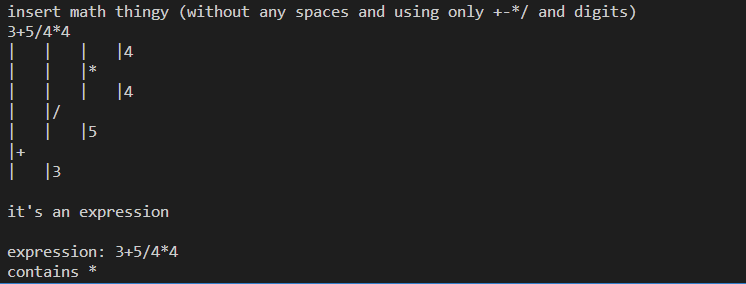 insert math thingy (without any spaces and using only +-*/ and digits)
3+5/4*4
|   |   |   |4
|   |   |*
|   |   |   |4
|   |/
|   |   |5
|+
|   |3
it's an expression
expression: 3+5/4*4
contains *